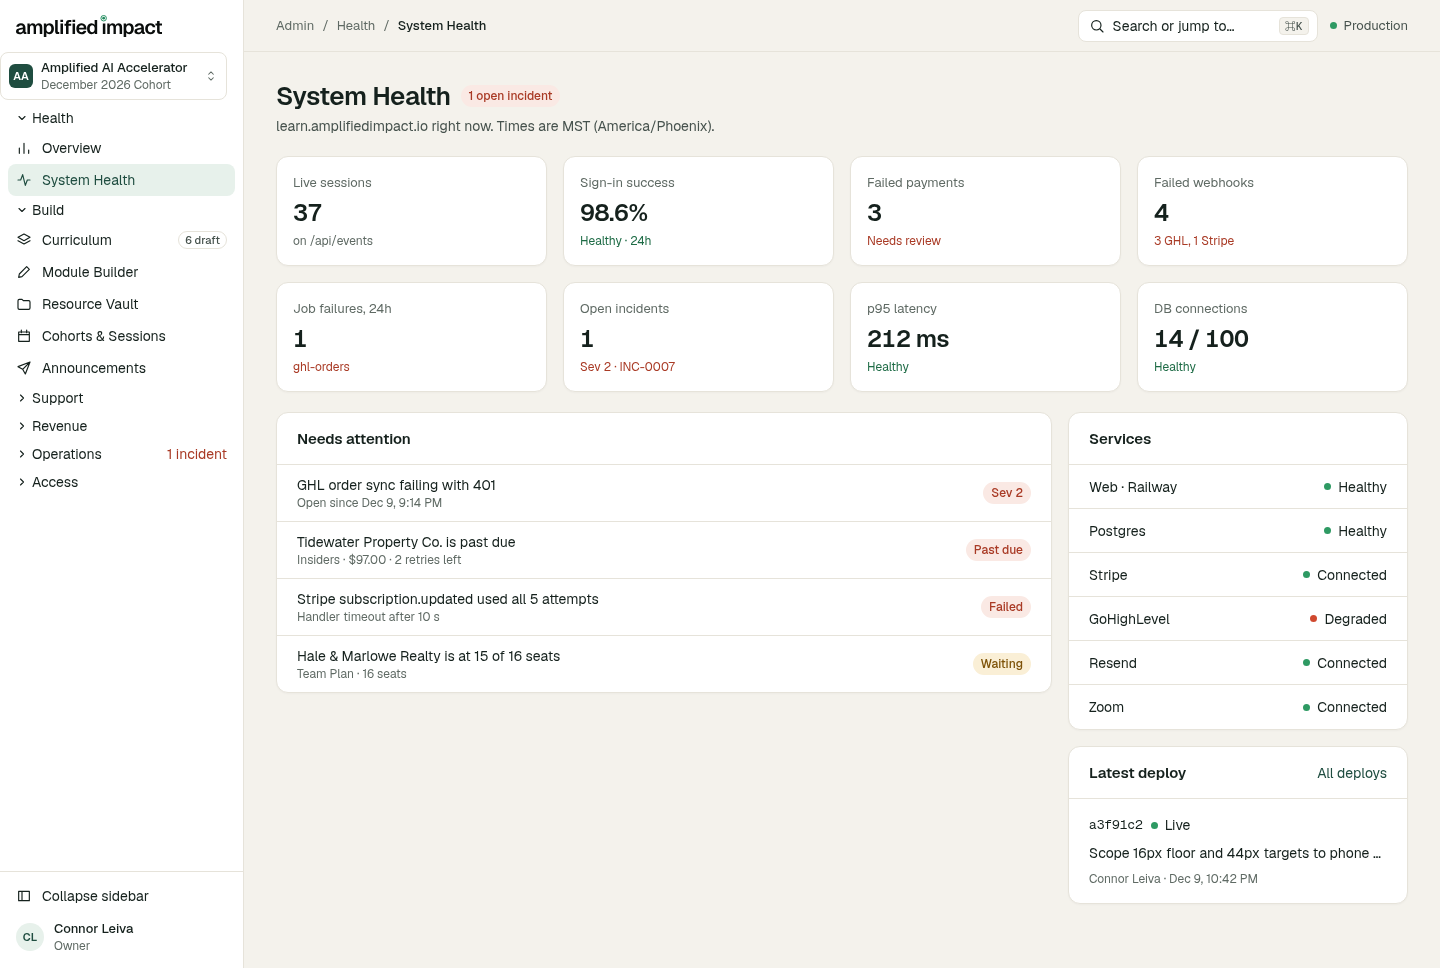 amplified impact
AA
Amplified AI Accelerator
December 2026 Cohort
Health
Overview
System Health
Build
Curriculum
6 draft
Module Builder
Resource Vault
Cohorts & Sessions
Announcements
Support
Revenue
Operations
1 incident
Access
Collapse sidebar
CL
Connor Leiva
Owner
Admin / Health / System Health
Search or jump to…
⌘K
Production
System Health
1 open incident
learn.amplifiedimpact.io right now. Times are MST (America/Phoenix).
Live sessions
37
on /api/events
Sign-in success
98.6%
Healthy · 24h
Failed payments
3
Needs review
Failed webhooks
4
3 GHL, 1 Stripe
Job failures, 24h
1
ghl-orders
Open incidents
1
Sev 2 · INC-0007
p95 latency
212 ms
Healthy
DB connections
14 / 100
Healthy
Needs attention
GHL order sync failing with 401
Open since Dec 9, 9:14 PM
Sev 2
Tidewater Property Co. is past due
Insiders · $97.00 · 2 retries left
Past due
Stripe subscription.updated used all 5 attempts
Handler timeout after 10 s
Failed
Hale & Marlowe Realty is at 15 of 16 seats
Team Plan · 16 seats
Waiting
Services
Web · Railway
Healthy
Postgres
Healthy
Stripe
Connected
GoHighLevel
Degraded
Resend
Connected
Zoom
Connected
Latest deploy
All deploys
a3f91c2
Live
Scope 16px floor and 44px targets to phone …
Connor Leiva · Dec 9, 10:42 PM